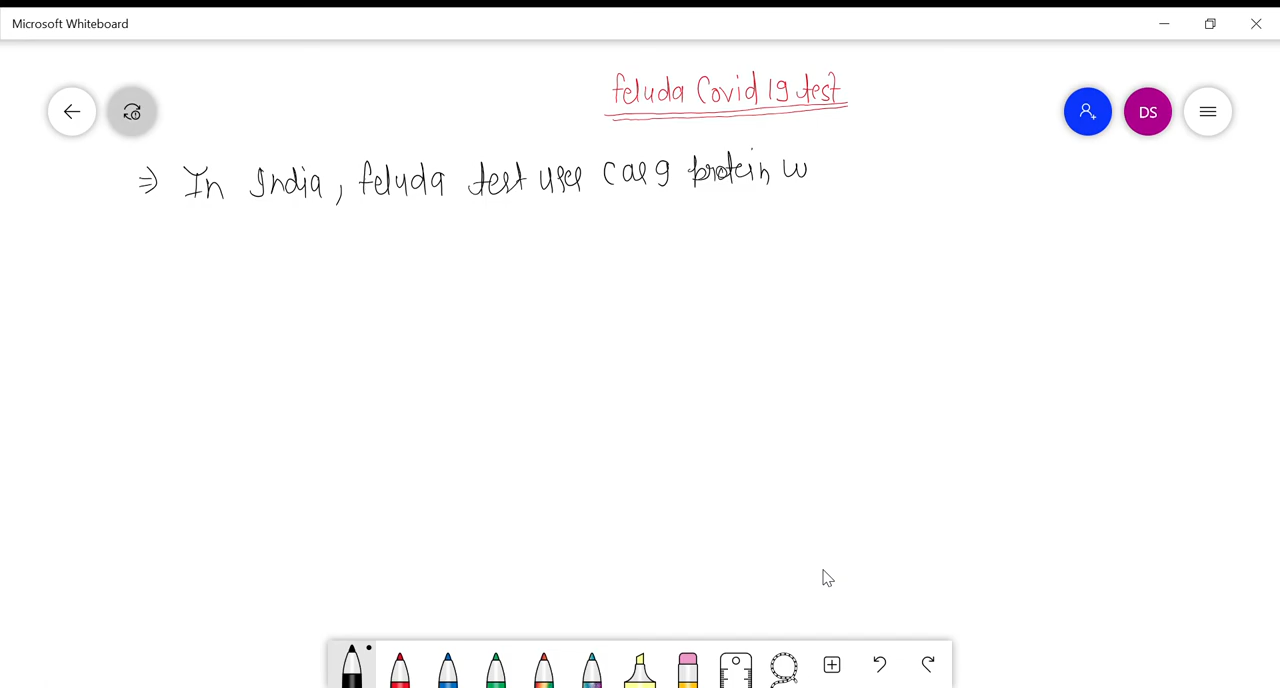 Microsoft Whiteboard
feluda Covid 19 test
DS
⇒ In India, feluda test uses Cas9 protein w